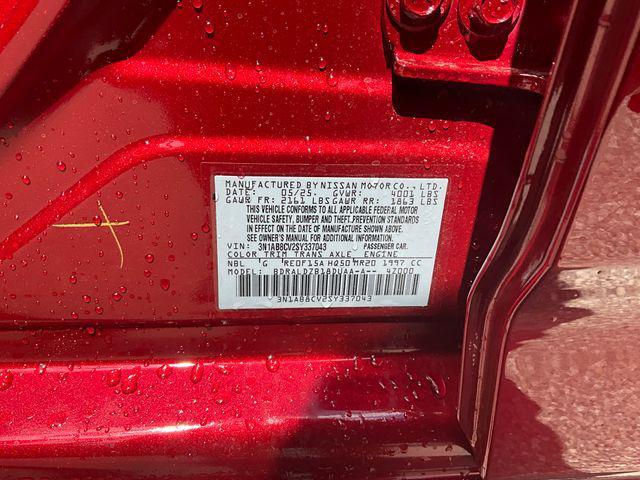 MANUFACTURED BY NISSAN MOTOR CO., LTD.
DATE: 05/25 GVWR: 4001 LBS
GAWR FR: 2161 LBS GAWR RR: 1863 LBS
THIS VEHICLE CONFORMS TO ALL APPLICABLE FEDERAL MOTOR
VEHICLE SAFETY, BUMPER AND THEFT PREVENTION STANDARDS
IN EFFECT ON THE DATE OF MANUFACTURE SHOWN ABOVE.
SEE OWNER'S MANUAL FOR ADDITIONAL INFORMATION
VIN: 3N1AB8CV2SY337043 PASSENGER CAR.
COLOR TRIM TRANS AXLE ENGINE
NBL 'G 'RE0F15A HQ50 MR20 1997 CC
MODEL: BDRALDZB18DUAA-A-- 4Z000
3N1AB8CV2SY337043